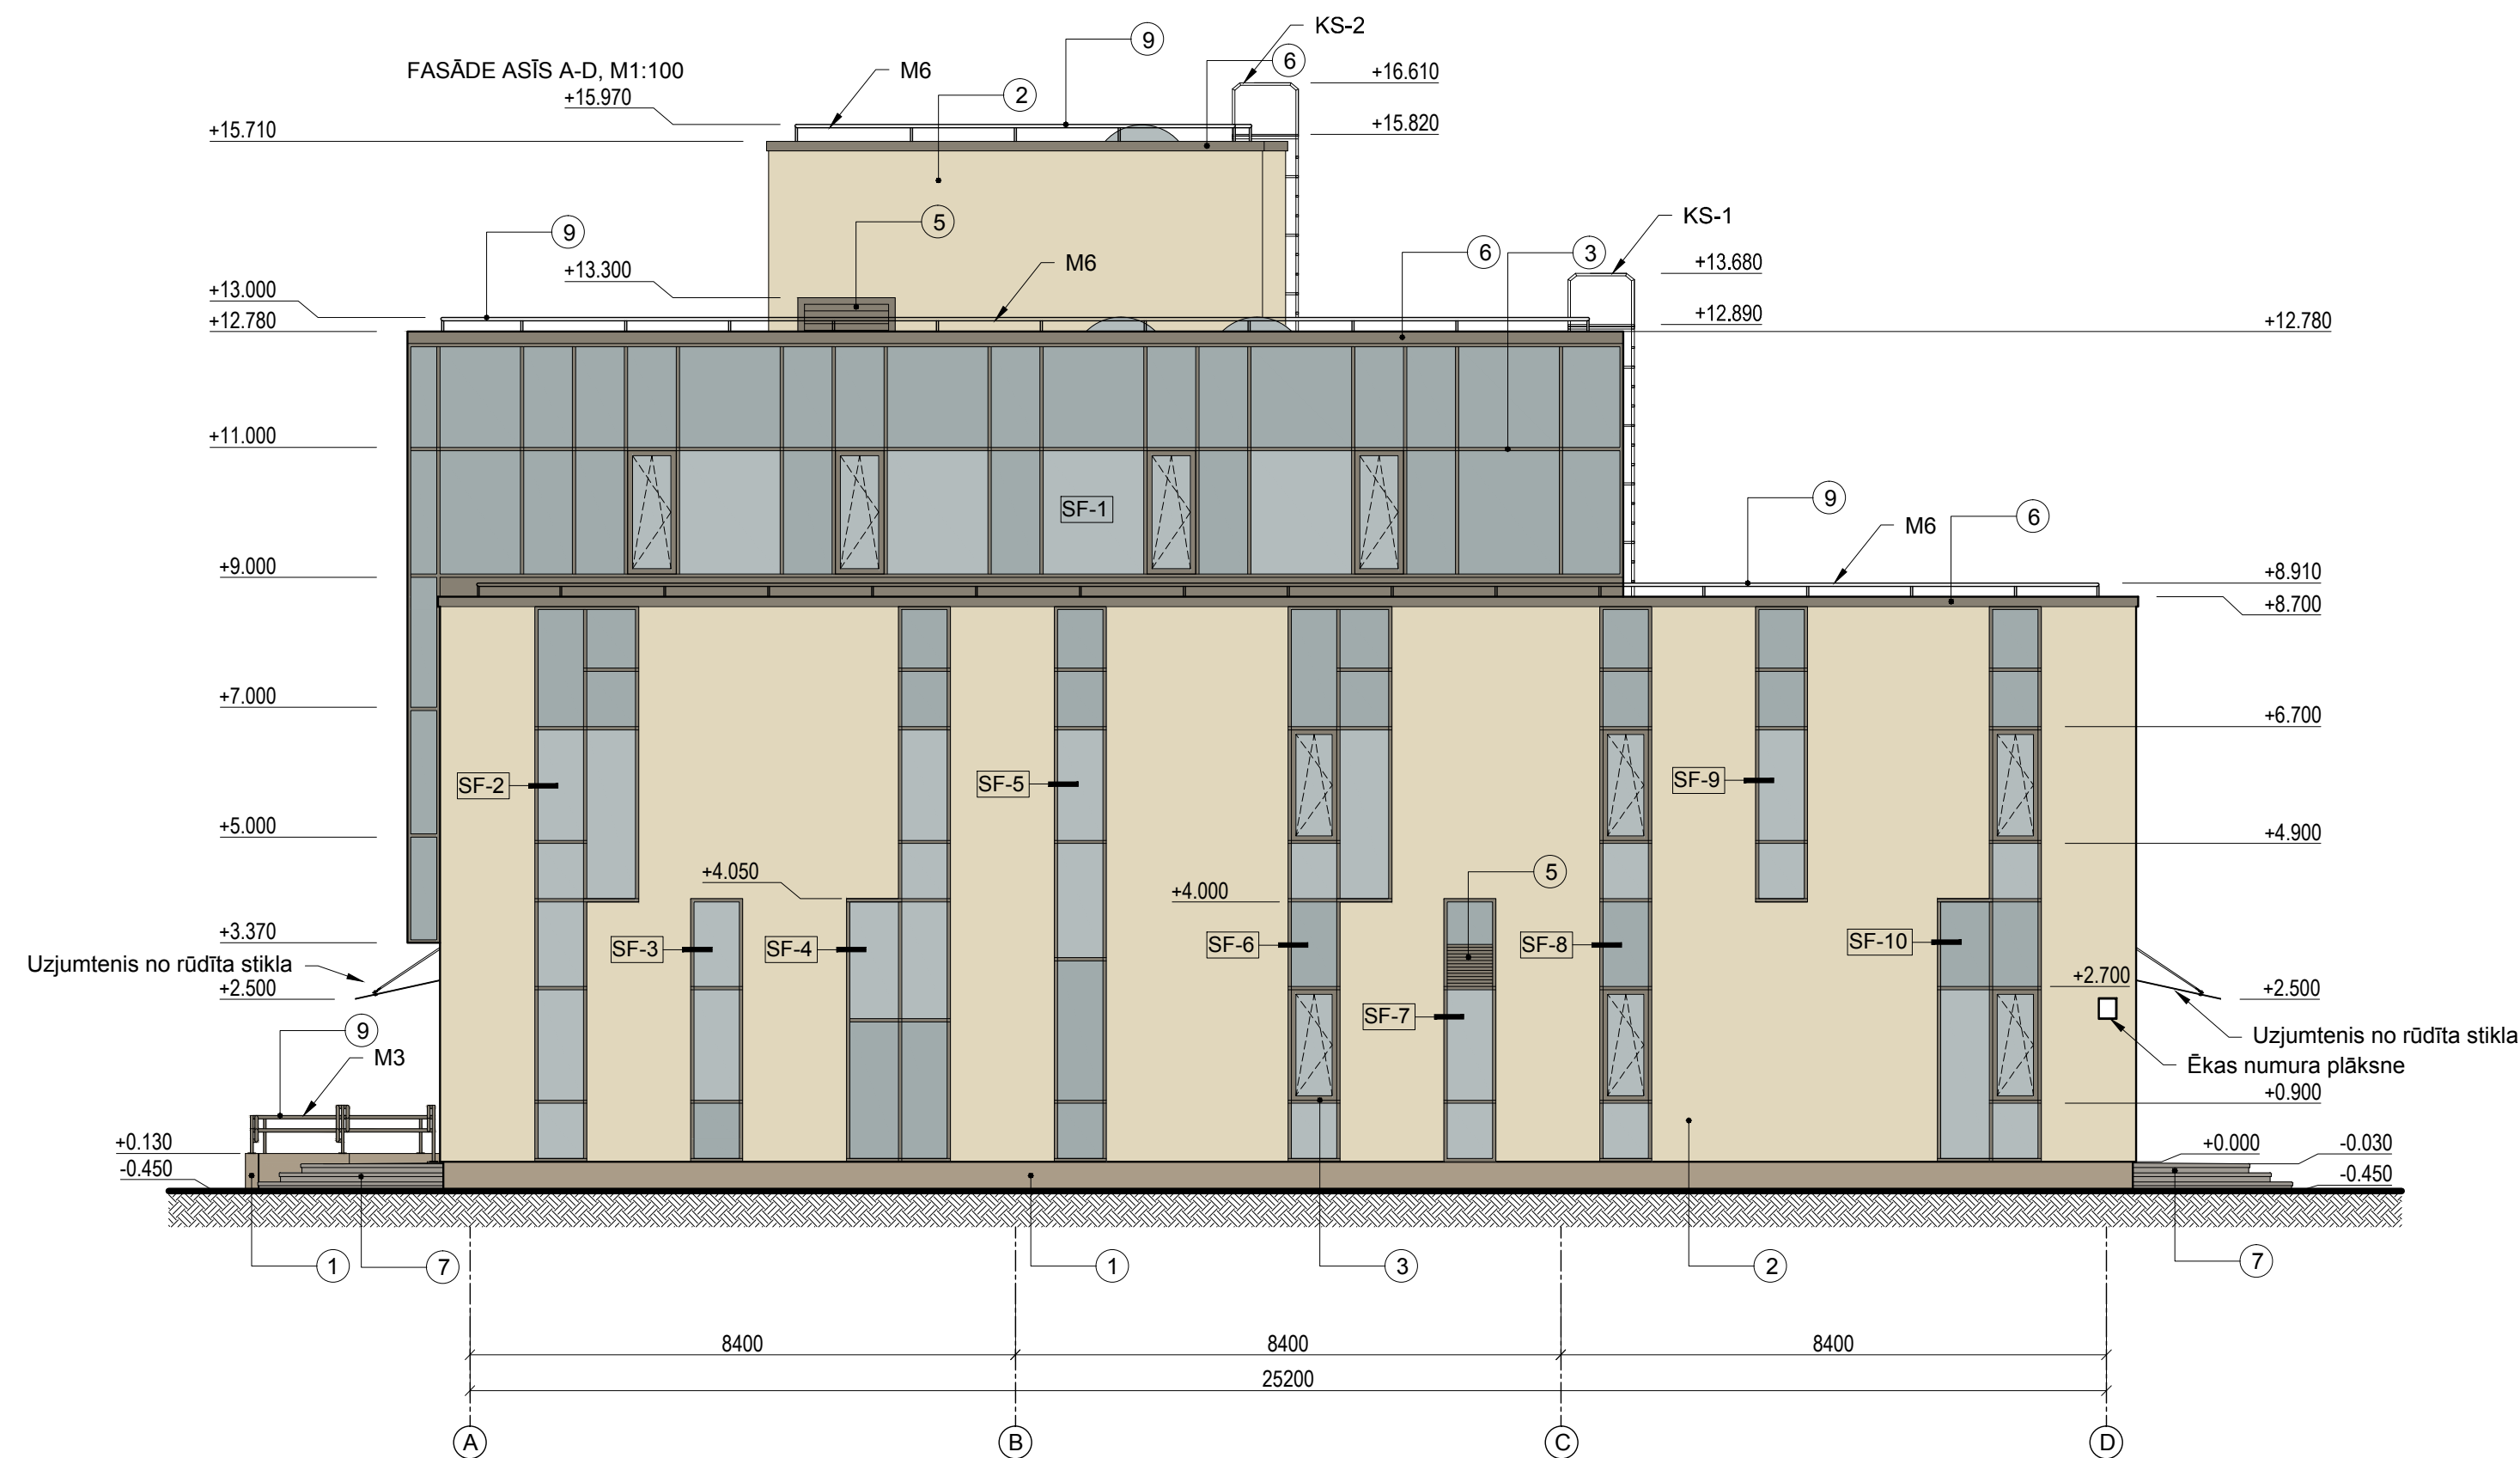 KS-2
9
6
FASĀDE ASĪS A-D, M1:100
M6
+16.610
+15.970
2
+15.710
+15.820
5
KS-1
9
6
3
+13.300
M6
+13.680
+13.000
+12.780
+12.890
+12.780
+11.000
SF-1
9
6
M6
+9.000
+8.910
+8.700
+7.000
+6.700
SF-2
SF-5
SF-9
+5.000
+4.900
+4.050
+4.000
5
+3.370
SF-3
SF-4
SF-6
SF-8
SF-10
Uzjumtenis no rūdīta stikla
+2.500
+2.700
+2.500
SF-7
9
M3
Uzjumtenis no rūdīta stikla
Ēkas numura plāksne
+0.900
+0.130
-0.450
+0.000
-0.030
-0.450
1
7
1
3
2
7
8400
8400
8400
25200
A
B
C
D